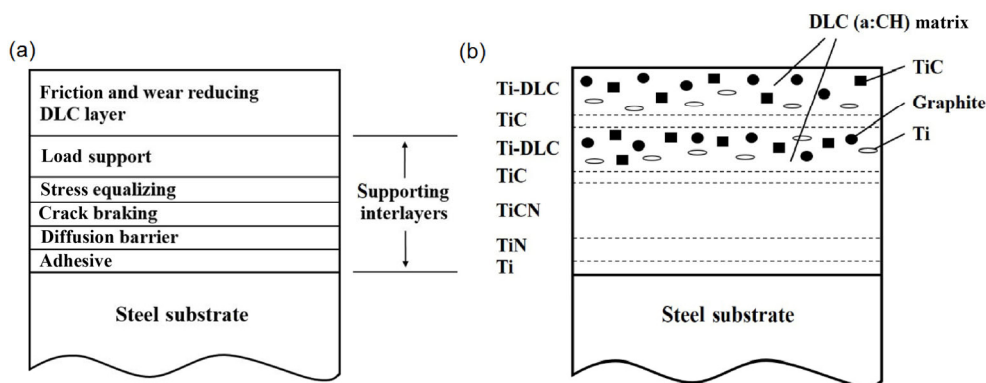 (a)
Friction and wear reducing
DLC layer
Load support
Stress equalizing
Crack braking
Diffusion barrier
Adhesive
Steel substrate
Supporting
interlayers
(b)
DLC (a:CH) matrix
Ti-DLC
TiC
Ti-DLC
TiC
TiCN
TiN
Ti
TiC
Graphite
Ti
Steel substrate